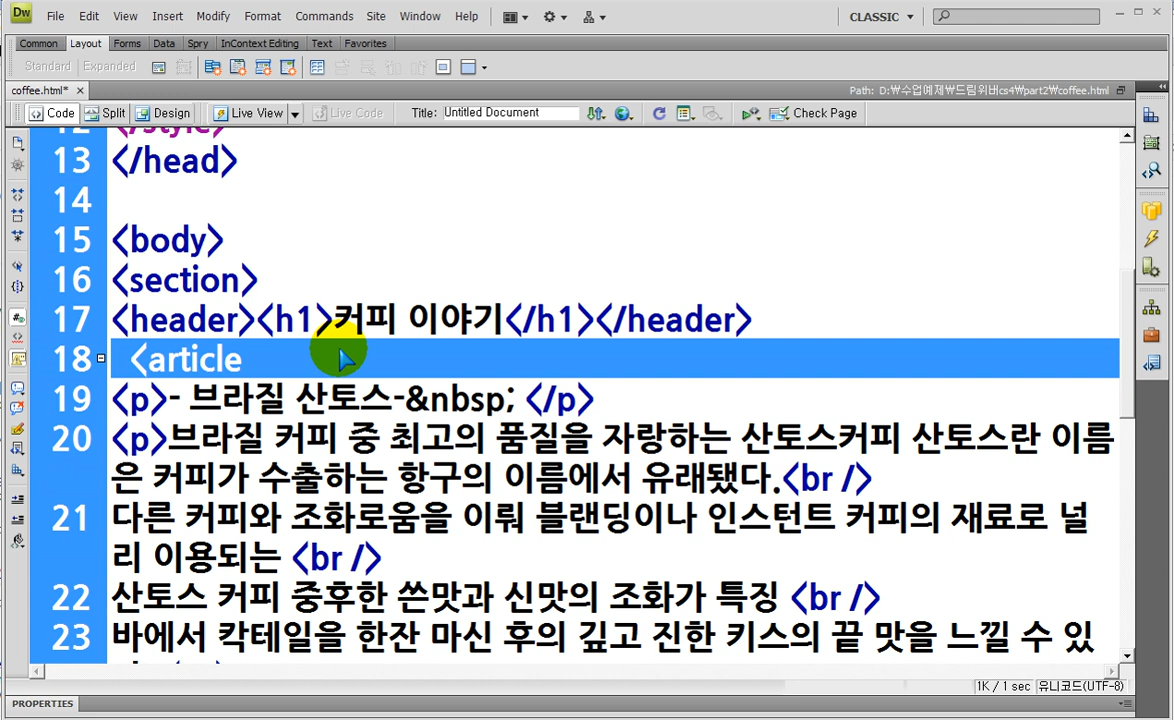 Dw File Edit View Insert Modify Format Commands Site Window Help CLASSIC
Common Layout Forms Data Spry InContext Editing Text Favorites
Standard Expanded
coffee.html* Path: D:₩수업예제₩드림위버cs4₩part2₩coffee.html
Code Split Design Live View Live Code Title: Untitled Document Check Page
12 </style>
13 </head>
14
15 <body>
16 <section>
17 <header><h1>커피 이야기</h1></header>
18 <article
19 <p>- 브라질 산토스-&nbsp; </p>
20 <p>브라질 커피 중 최고의 품질을 자랑하는 산토스커피 산토스란 이름
은 커피가 수출하는 항구의 이름에서 유래됐다.<br />
21 다른 커피와 조화로움을 이뤄 블랜딩이나 인스턴트 커피의 재료로 널
리 이용되는 <br />
22 산토스 커피 중후한 쓴맛과 신맛의 조화가 특징 <br />
23 바에서 칵테일을 한잔 마신 후의 깊고 진한 키스의 끝 맛을 느낄 수 있
1K / 1 sec 유니코드(UTF-8)
PROPERTIES